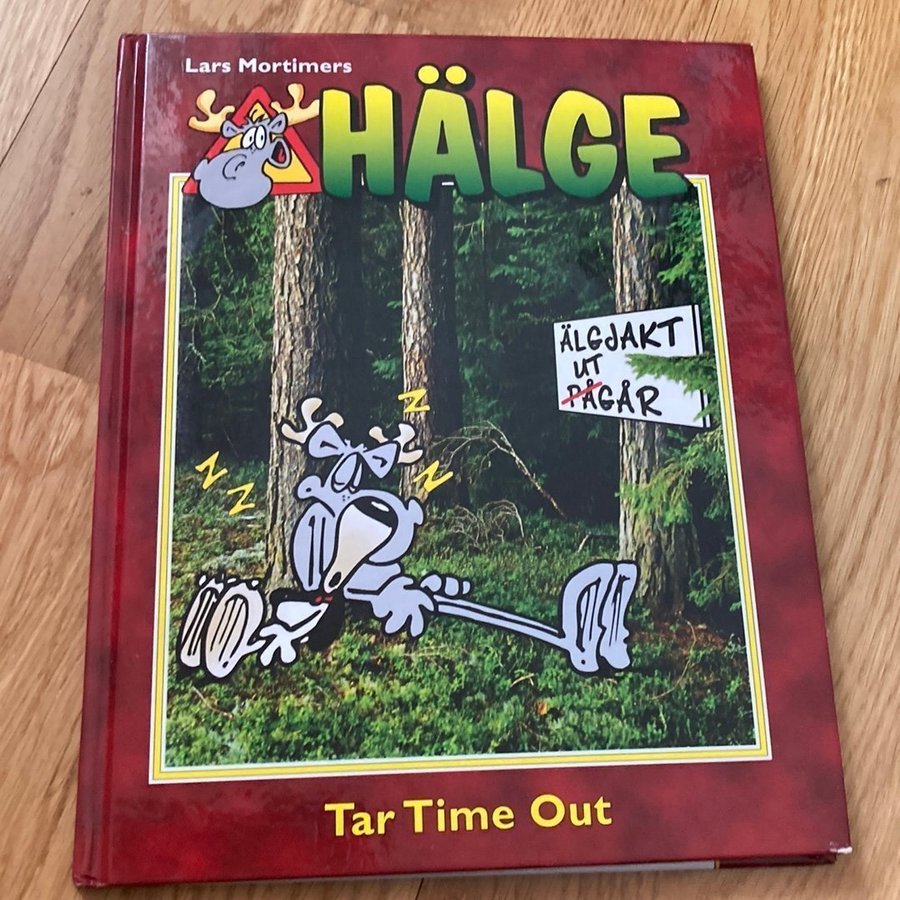 Lars Mortimers
HÄLGE
ÄLGJAKT
UT
PÅGÅR
Z
Z
Z
Z
Tar Time Out